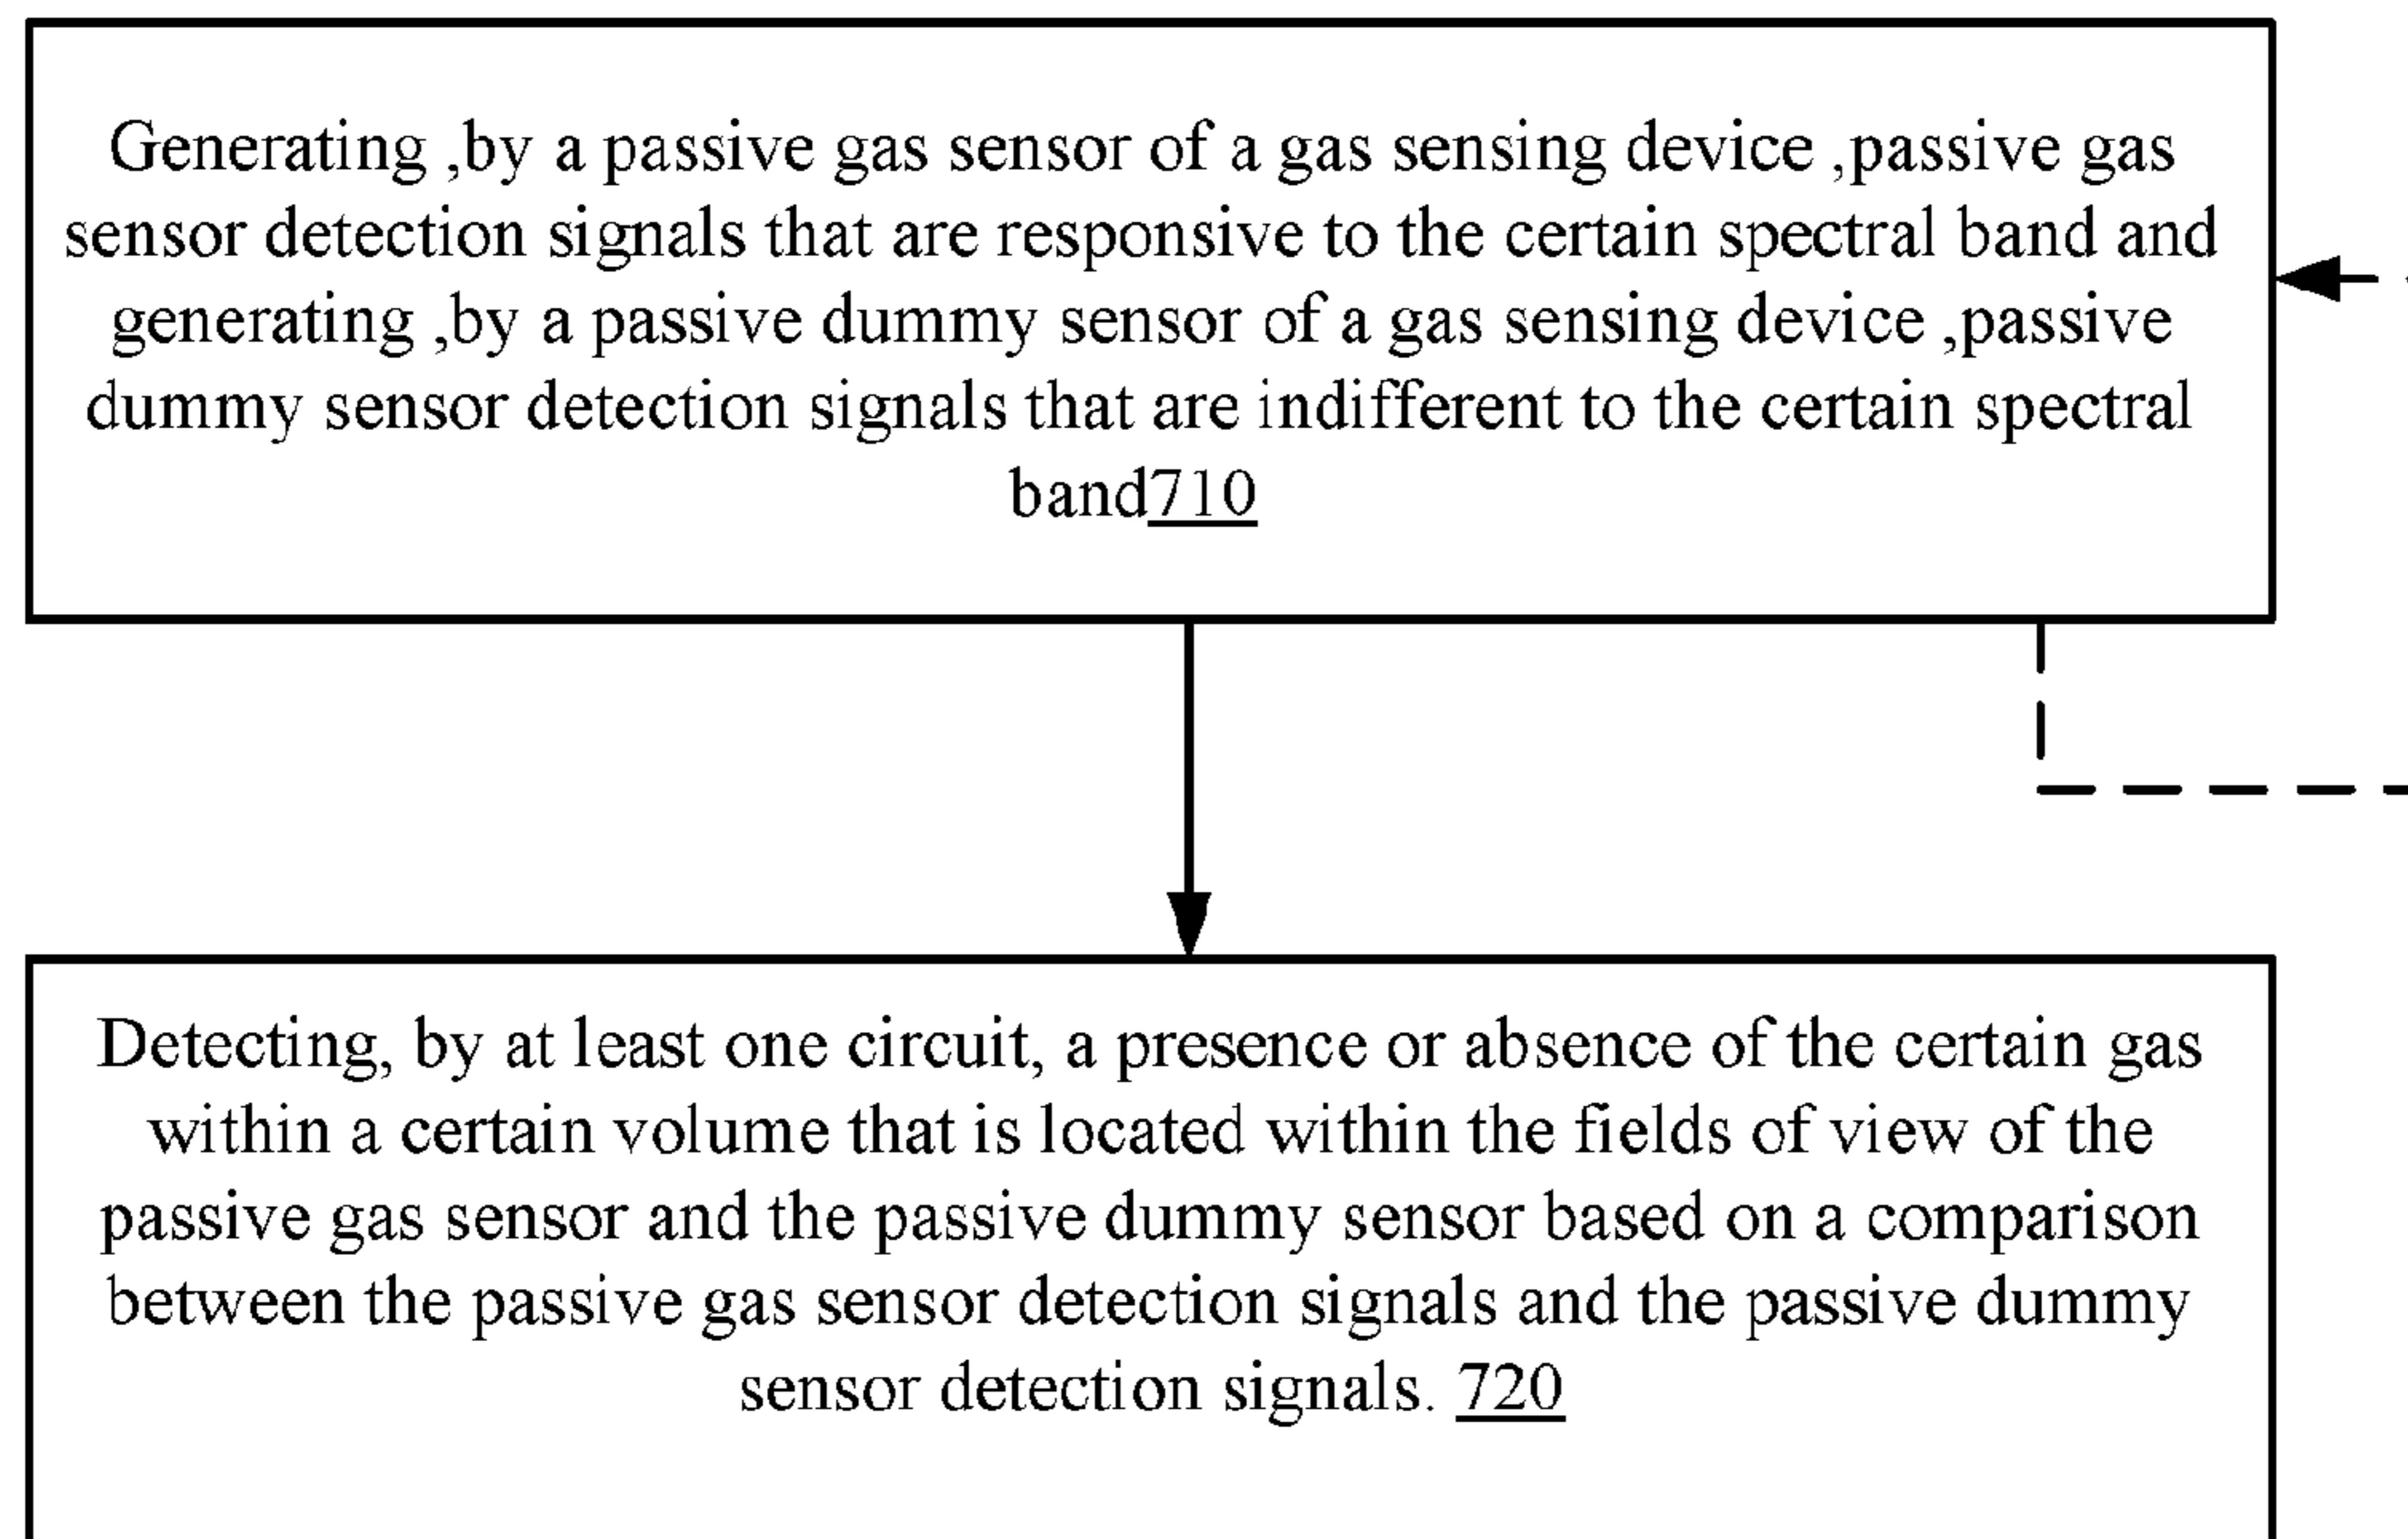 Generating ,by a passive gas sensor of a gas sensing device ,passive gas
sensor detection signals that are responsive to the certain spectral band and
generating ,by a passive dummy sensor of a gas sensing device ,passive
dummy sensor detection signals that are indifferent to the certain spectral
band710
Detecting, by at least one circuit, a presence or absence of the certain gas
within a certain volume that is located within the fields of view of the
passive gas sensor and the passive dummy sensor based on a comparison
between the passive gas sensor detection signals and the passive dummy
sensor detection signals. 720